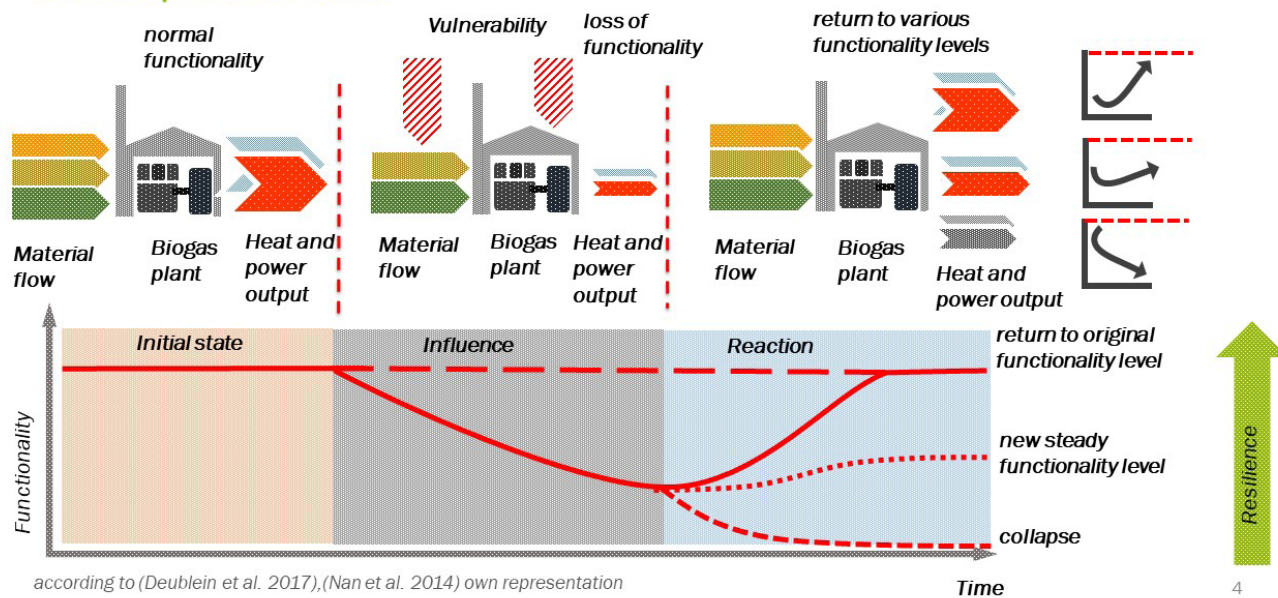 normal
functionality
Vulnerability
loss of
functionality
return to various
functionality levels
Material
flow
Biogas
plant
Heat and
power
output
Material
flow
Biogas
plant
Heat and
power
output
Material
flow
Biogas
plant
Heat and
power output
Initial state
Influence
Reaction
return to original
functionality level
new steady
functionality level
collapse
Functionality
Resilience
Time
according to (Deublein et al. 2017),(Nan et al. 2014) own representation
4